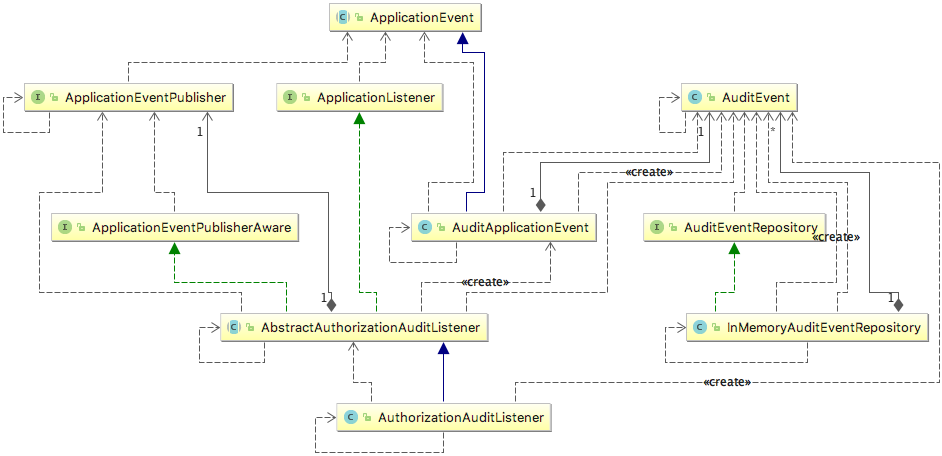 C ApplicationEvent
I ApplicationEventPublisher
I ApplicationListener
C AuditEvent
1
1
*
«create»
1
I ApplicationEventPublisherAware
C AuditApplicationEvent
I AuditEventRepository
«create»
«create»
1
1
C AbstractAuthorizationAuditListener
C InMemoryAuditEventRepository
«create»
C AuthorizationAuditListener